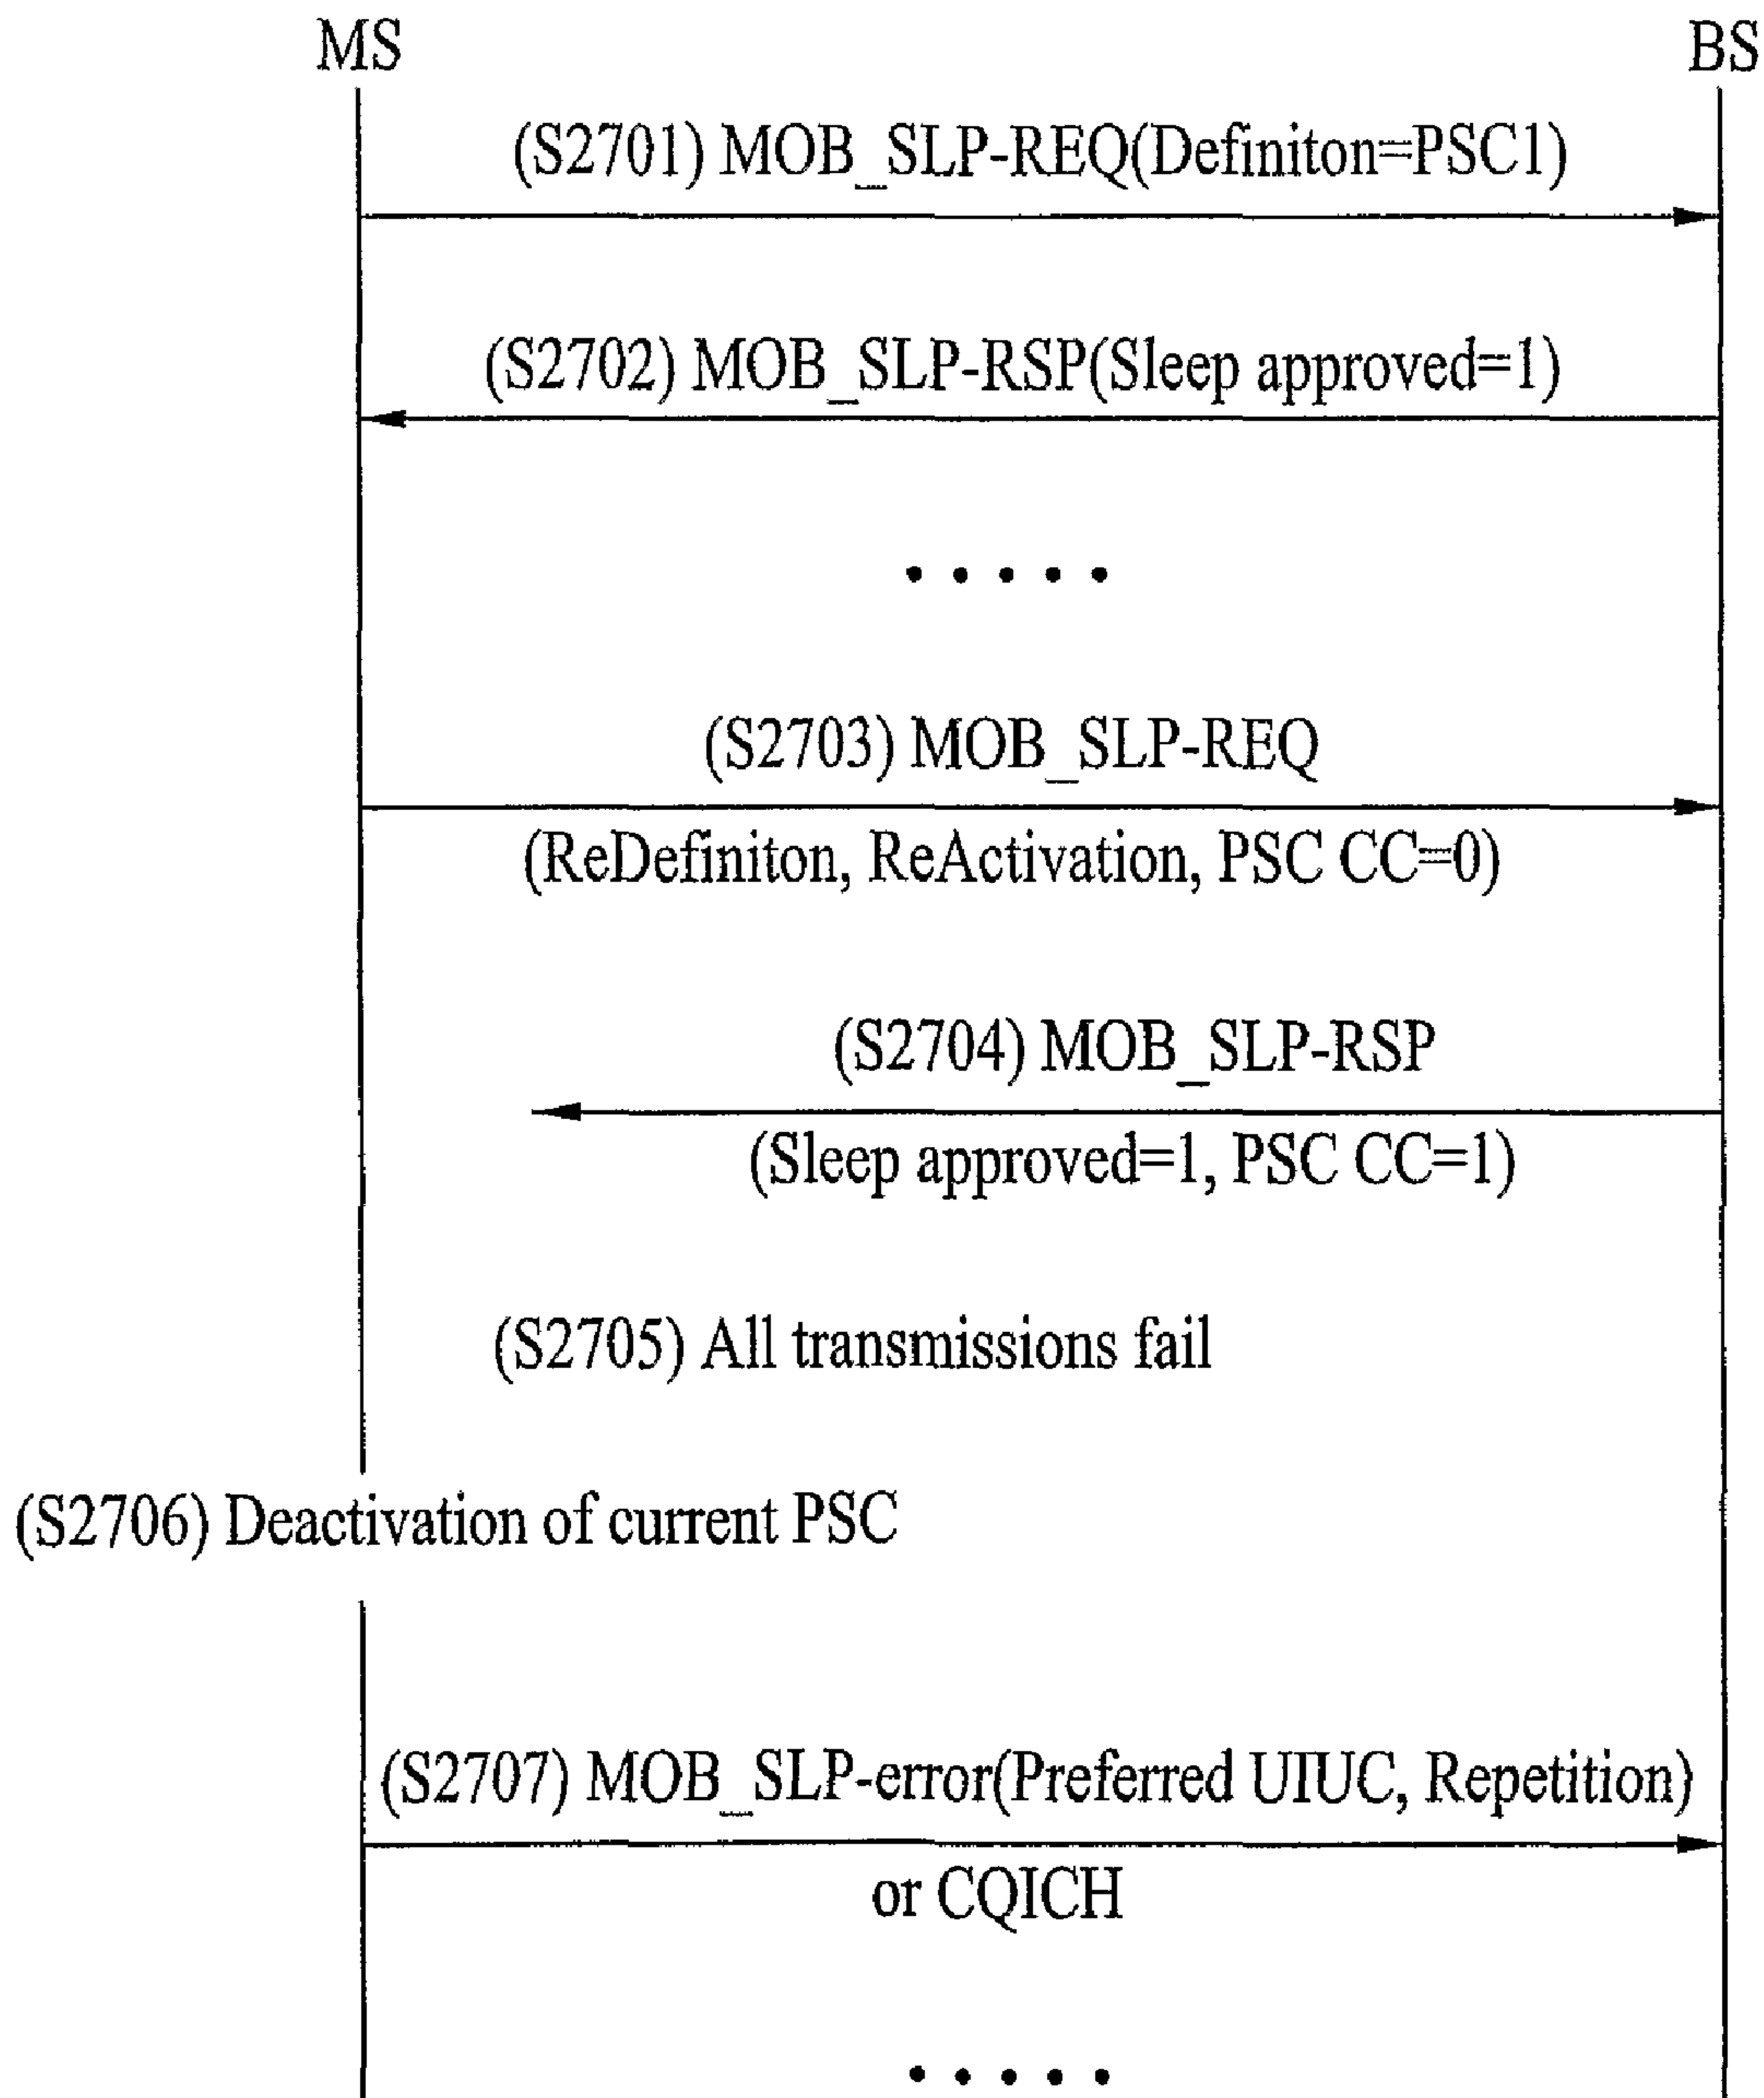 MS BS
(S2701) MOB_SLP-REQ(Definiton=PSC1)
(S2702) MOB_SLP-RSP(Sleep approved=1)
.....
(S2703) MOB_SLP-REQ
(ReDefiniton, ReActivation, PSC CC=0)
(S2704) MOB_SLP-RSP
(Sleep approved=1, PSC CC=1)
(S2705) All transmissions fail
(S2706) Deactivation of current PSC
(S2707) MOB_SLP-error(Preferred UIUC, Repetition)
or CQICH
.....